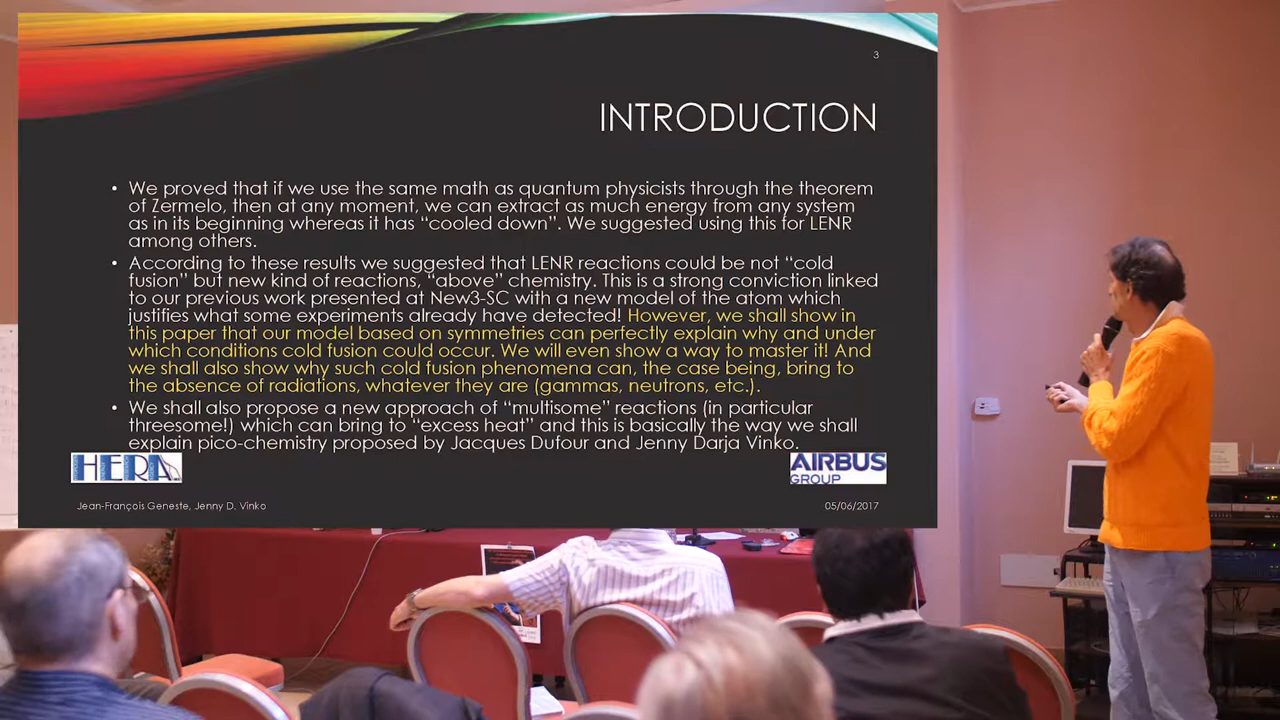 3
INTRODUCTION
• We proved that if we use the same math as quantum physicists through the theorem
of Zermelo, then at any moment, we can extract as much energy from any system
as in its beginning whereas it has “cooled down”. We suggested using this for LENR
among others.
• According to these results we suggested that LENR reactions could be not “cold
fusion” but new kind of reactions, “above” chemistry. This is a strong conviction linked
to our previous work presented at New3-SC with a new model of the atom which
justifies what some experiments already have detected! However, we shall show in
this paper that our model based on symmetries can perfectly explain why and under
which conditions cold fusion could occur. We will even show a way to master it! And
we shall also show why such cold fusion phenomena can, the case being, bring to
the absence of radiations, whatever they are (gammas, neutrons, etc.).
• We shall also propose a new approach of “multisome” reactions (in particular
threesome!) which can bring to “excess heat” and this is basically the way we shall
explain pico-chemistry proposed by Jacques Dufour and Jenny Darja Vinko.
HERA
AIRBUS
GROUP
Jean-François Geneste, Jenny D. Vinko
05/06/2017